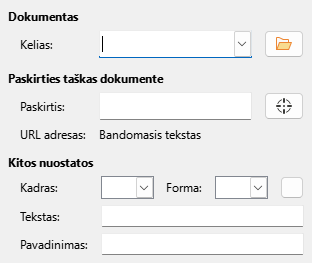 Dokumentas
Kelias:
Paskirties taškas dokumente
Paskirtis:
URL adresas: Bandomasis tekstas
Kitos nuostatos
Kadras: Forma:
Tekstas:
Pavadinimas: